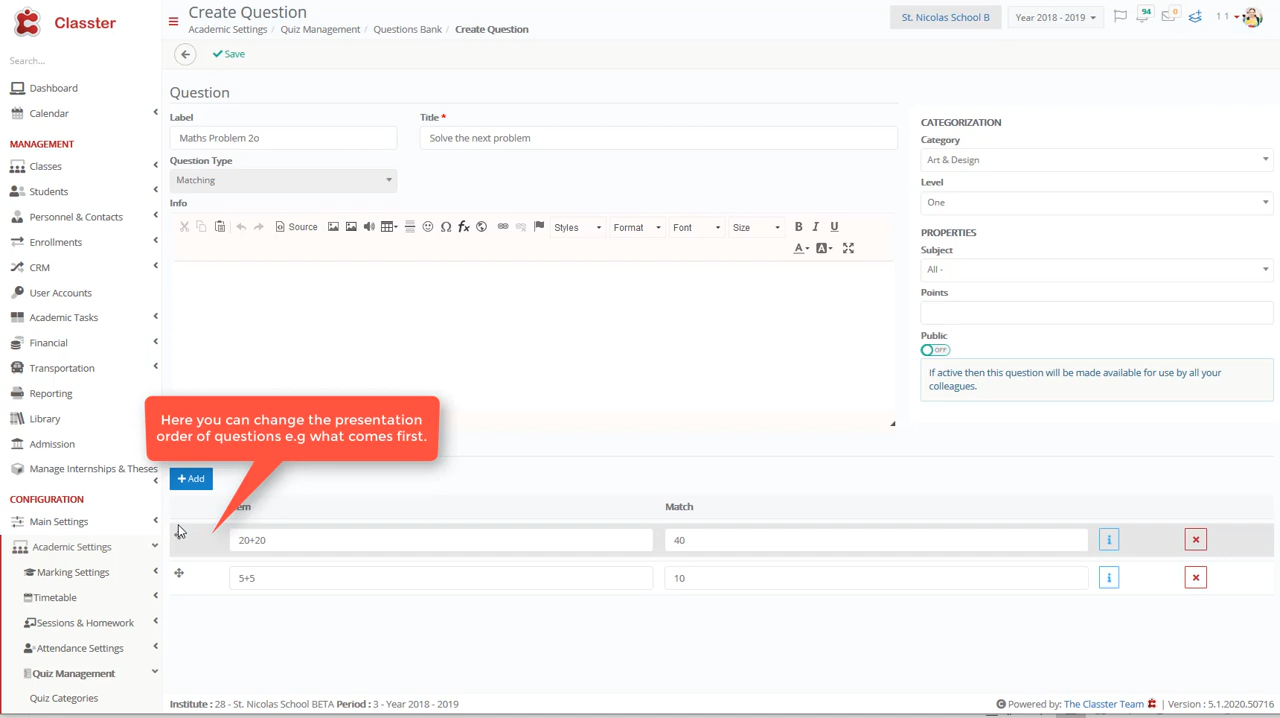 Classter
Create Question
Academic Settings / Quiz Management / Questions Bank / Create Question
St. Nicolas School B
Year 2018 - 2019
94
0
1 1
Search...
Save
Dashboard
Calendar
MANAGEMENT
Classes
Students
Personnel & Contacts
Enrollments
CRM
User Accounts
Academic Tasks
Financial
Transportation
Reporting
Library
Admission
Manage Internships & Theses
CONFIGURATION
Main Settings
Academic Settings
Marking Settings
Timetable
Sessions & Homework
Attendance Settings
Quiz Management
Quiz Categories
Question
Label
Title *
Maths Problem 2o
Solve the next problem
Question Type
Matching
Info
Source
Styles
Format
Font
Size
B I U
A A
CATEGORIZATION
Category
Art & Design
Level
One
PROPERTIES
Subject
All -
Points
Public
OFF
If active then this question will be made available for use by all your
colleagues.
Here you can change the presentation
order of questions e.g what comes first.
Add
Match
20+20
40
5+5
10
Institute : 28 - St. Nicolas School BETA Period : 3 - Year 2018 - 2019
Powered by: The Classter Team
Version : 5.1.2020.50716